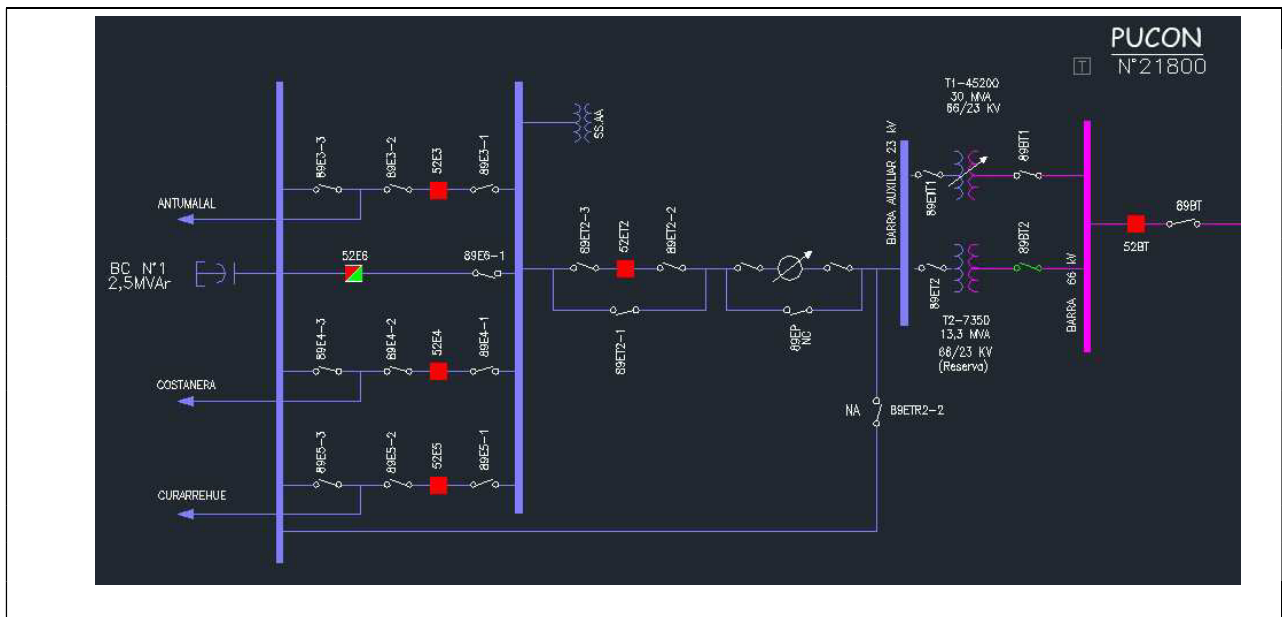 PUCON
T N°21800
T1-45200
30 MVA
66/23 KV
SS.AA
89E3-3
89E3-2
52E3
89E3-1
89BT1
BARRA AUXILIAR 23 kV
89ET1
ANTUMALAL
89ET2-3
52ET2
89ET2-2
89BT
52BT
52E6
89E6-1
BC N°1
2,5MVAr
89BT2
89ET2
BARRA 66 kV
T2-7350
13,3 MVA
66/23 KV
(Reserva)
89E4-3
89E4-2
52E4
89E4-1
89ET2-1
89EP
NC
COSTANERA
NA 89ETR2-2
89E5-3
89E5-2
52E5
89E5-1
CURARREHUE